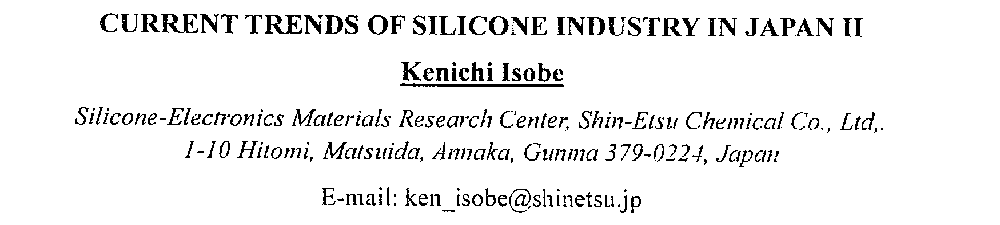 CURRENT TRENDS OF SILICONE INDUSTRY IN JAPAN II
Kenichi Isobe
Silicone-Electronics Materials Research Center, Shin-Etsu Chemical Co., Ltd,.
1-10 Hitomi, Matsuida, Annaka, Gunma 379-0224, Japan
E-mail: ken_isobe@shinetsu.jp